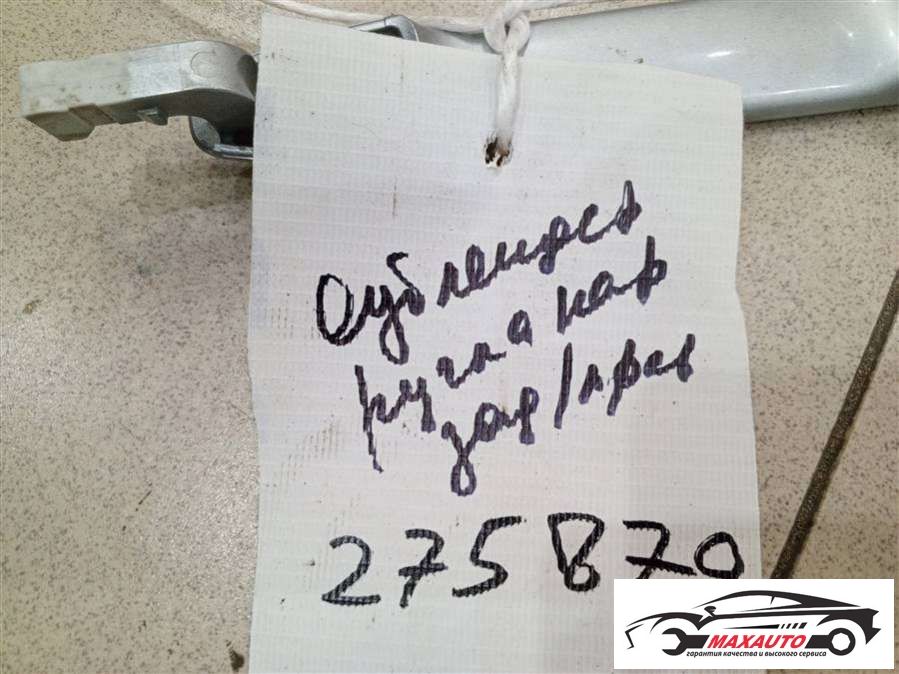 ручка нар
зад/прав
275870
MAXAUTO
гарантия качества и высокого сервиса